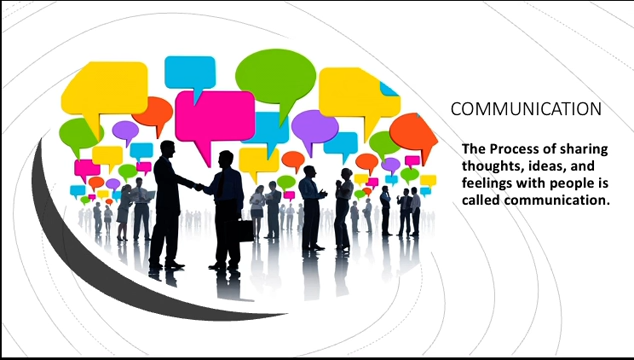 COMMUNICATION
The Process of sharing
thoughts, ideas, and
feelings with people is
called communication.